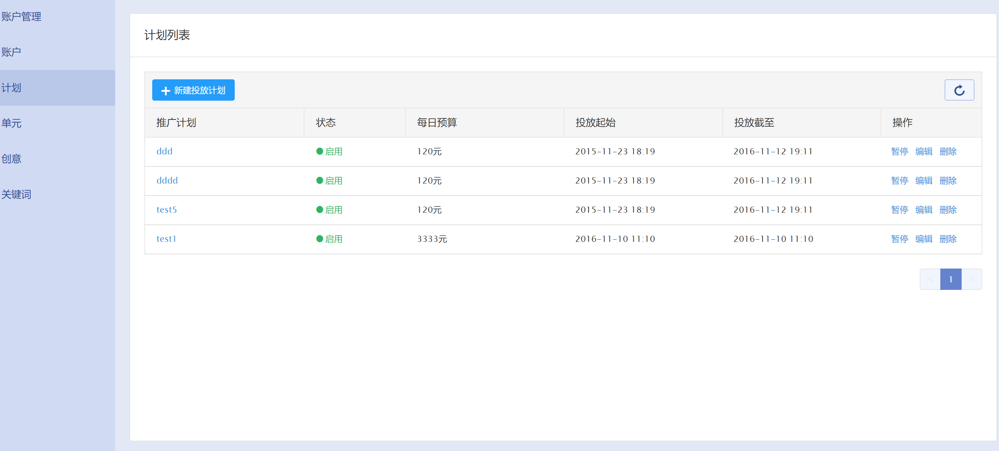 账户管理
账户
计划
单元
创意
关键词
计划列表
+ 新建投放计划
推广计划 状态 每日预算 投放起始 投放截至 操作
ddd 启用 120元 2015-11-23 18:19 2016-11-12 19:11 暂停 编辑 删除
dddd 启用 120元 2015-11-23 18:19 2016-11-12 19:11 暂停 编辑 删除
test5 启用 120元 2015-11-23 18:19 2016-11-12 19:11 暂停 编辑 删除
test1 启用 3333元 2016-11-10 11:10 2016-11-10 11:10 暂停 编辑 删除
< 1 >